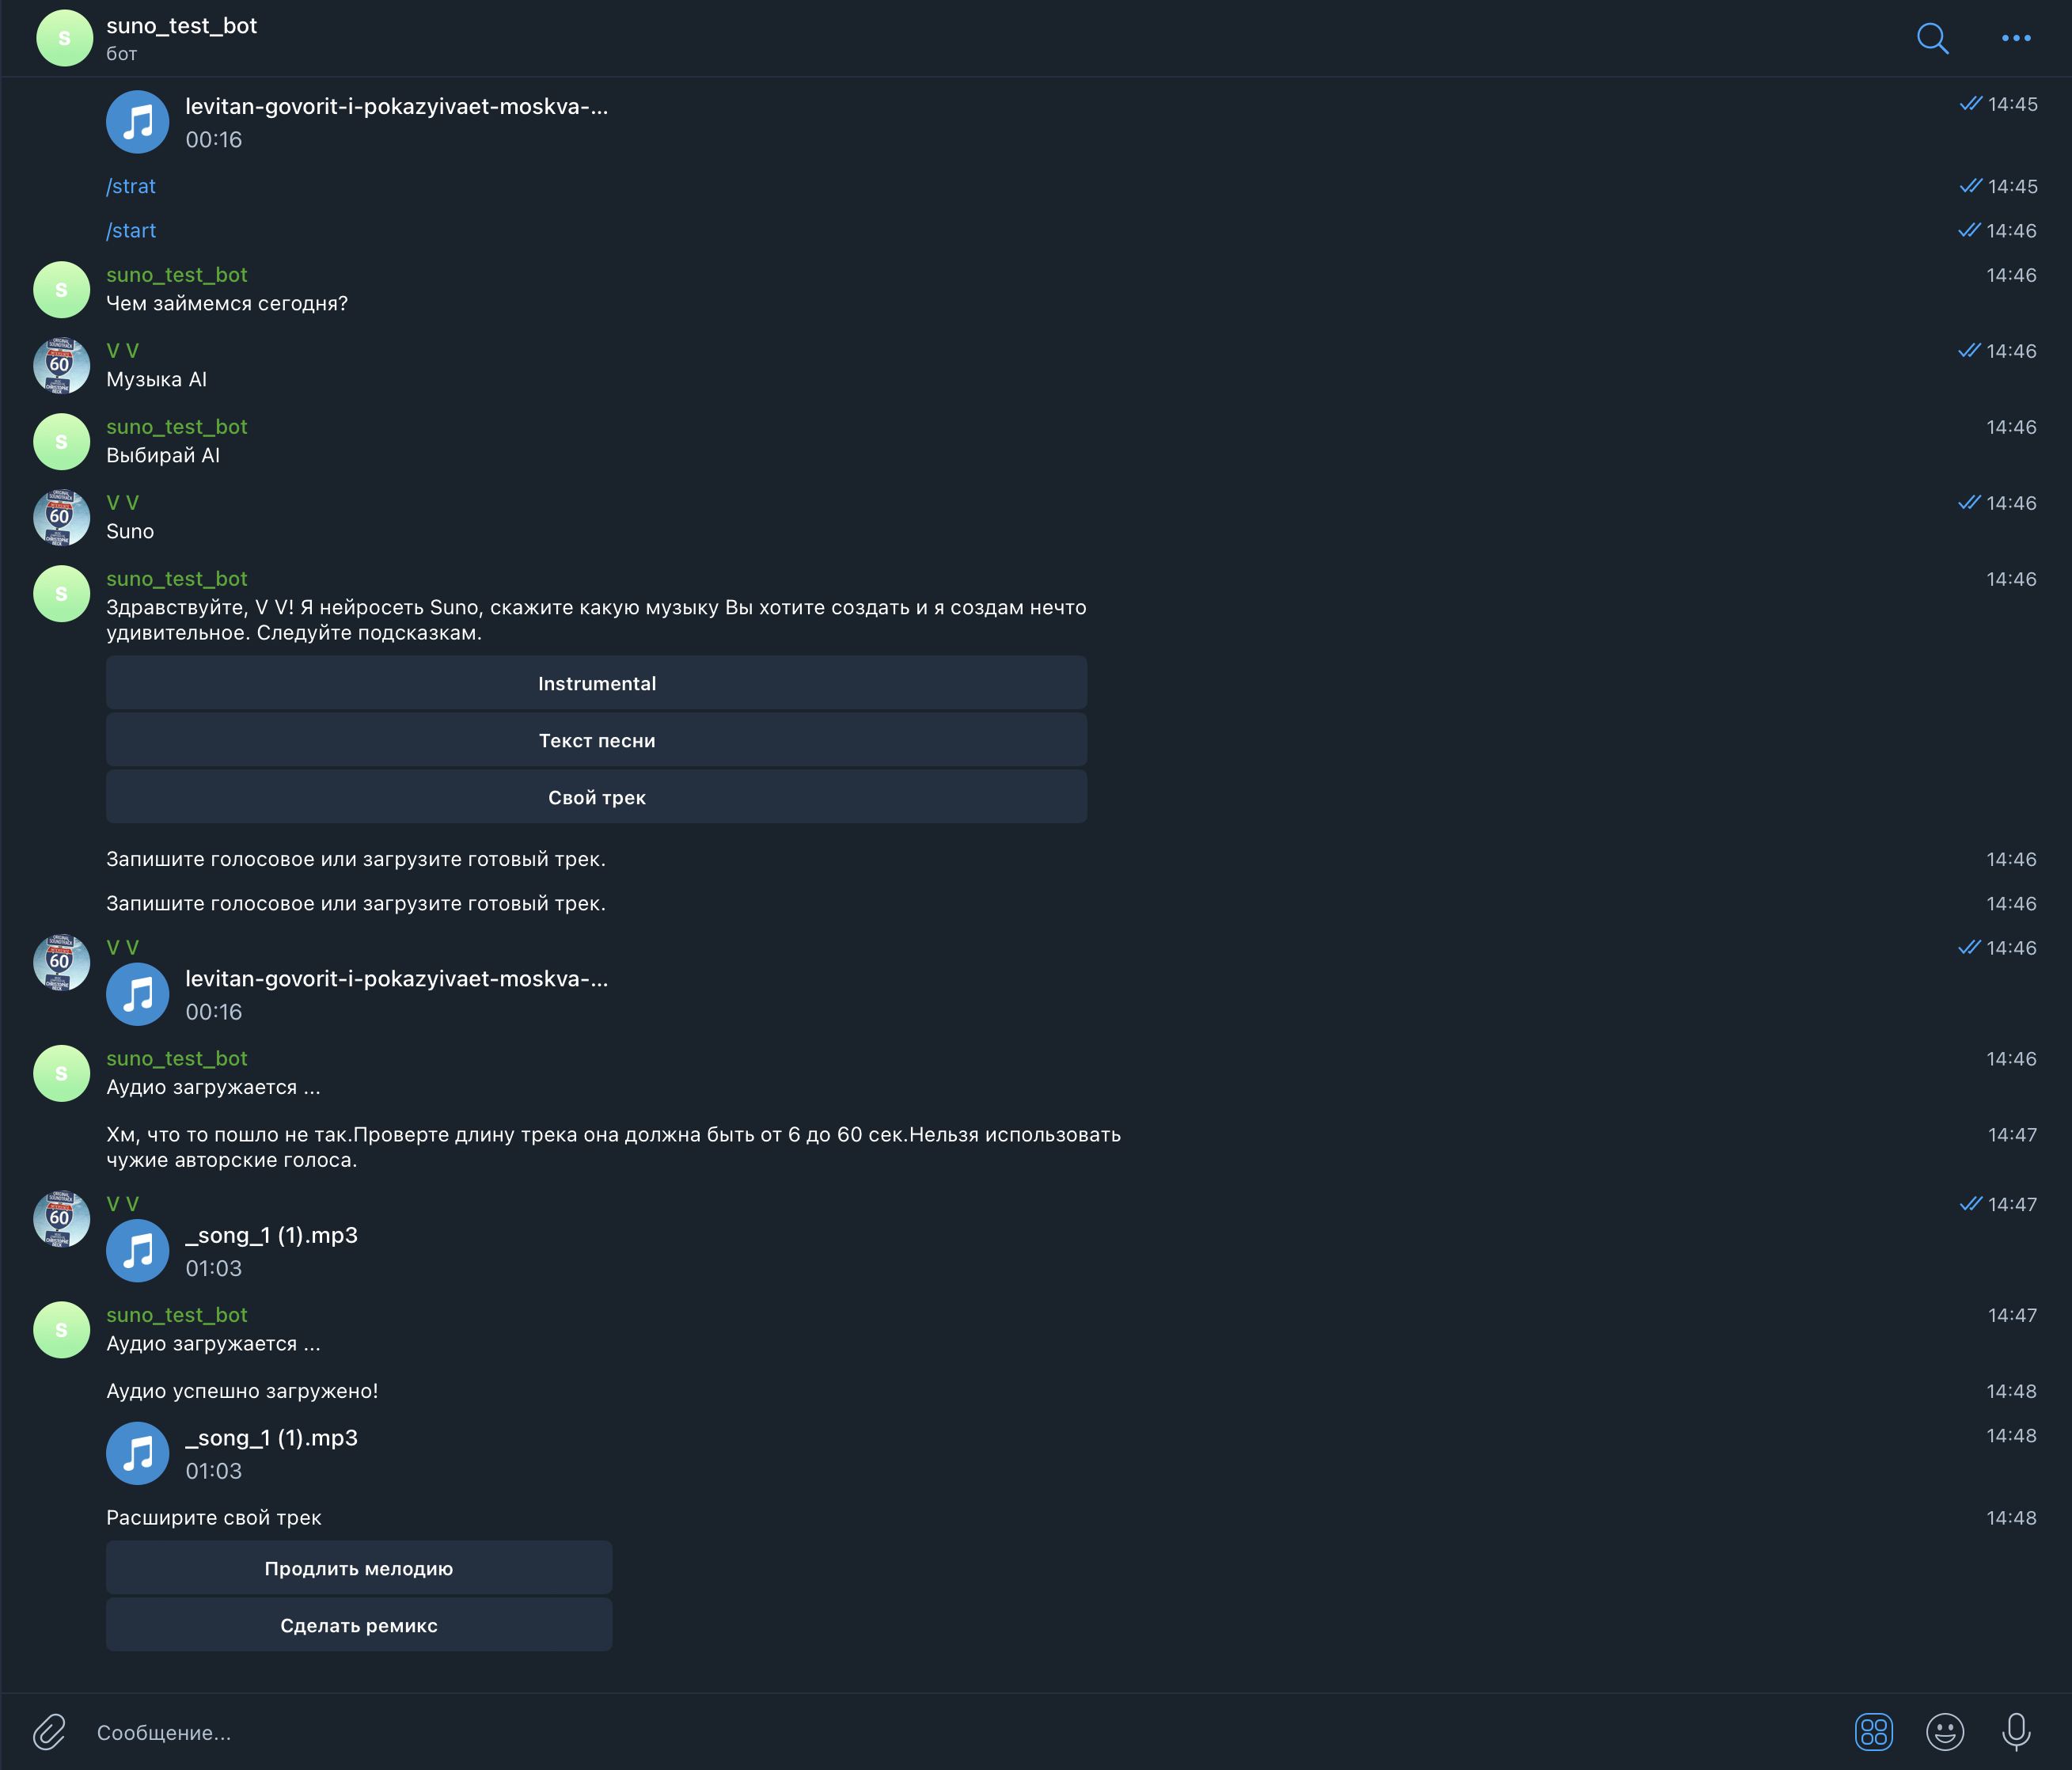 suno_test_bot
бот
levitan-govorit-i-pokazyivaet-moskva-...
14:45
00:16
/strat
14:45
/start
14:46
suno_test_bot
14:46
Чем займемся сегодня?
V V
14:46
Музыка AI
suno_test_bot
14:46
Выбирай AI
V V
14:46
Suno
suno_test_bot
14:46
Здравствуйте, V V! Я нейросеть Suno, скажите какую музыку Вы хотите создать и я создам нечто
удивительное. Следуйте подсказкам.
Instrumental
Текст песни
Свой трек
Запишите голосовое или загрузите готовый трек.
14:46
Запишите голосовое или загрузите готовый трек.
14:46
V V
14:46
levitan-govorit-i-pokazyivaet-moskva-...
00:16
suno_test_bot
14:46
Аудио загружается ...
Хм, что то пошло не так.Проверте длину трека она должна быть от 6 до 60 сек.Нельзя использовать
14:47
чужие авторские голоса.
V V
14:47
_song_1 (1).mp3
01:03
suno_test_bot
14:47
Аудио загружается ...
Аудио успешно загружено!
14:48
_song_1 (1).mp3
14:48
01:03
Расширите свой трек
14:48
Продлить мелодию
Сделать ремикс
Сообщение...